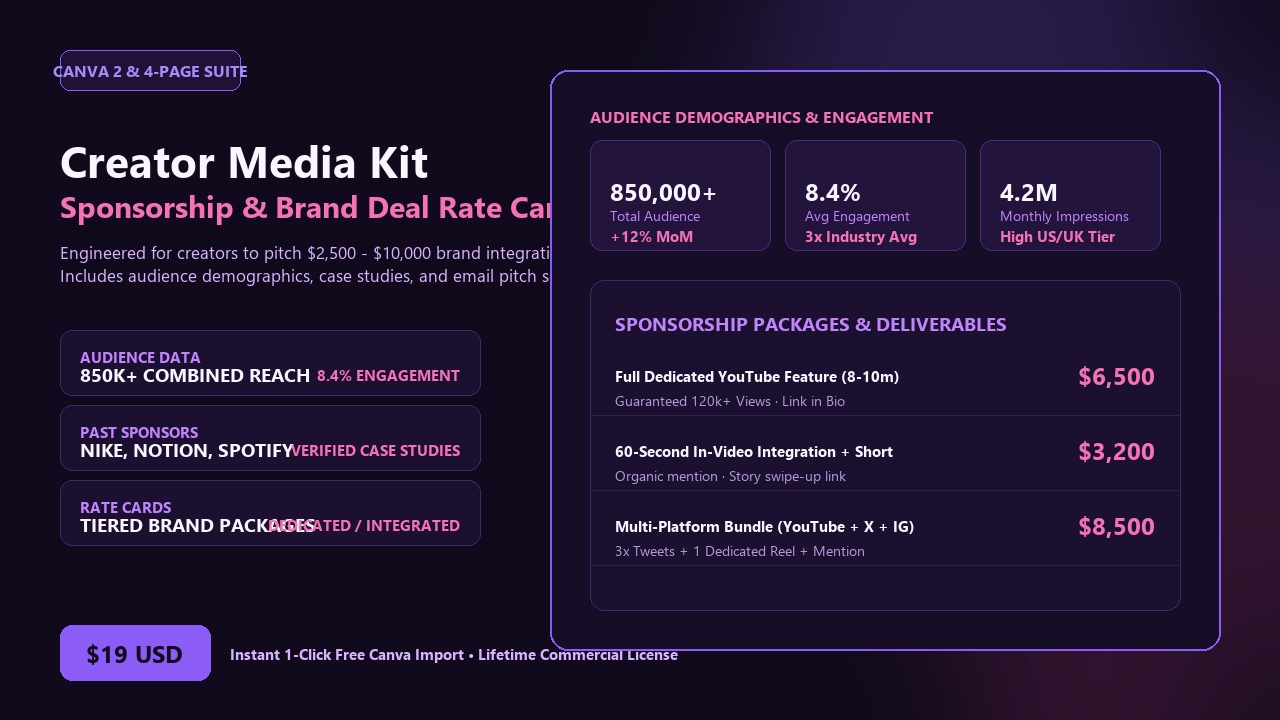 CANVA 2 & 4-PAGE SUITE
Creator Media Kit
Sponsorship & Brand Deal Rate
Engineered for creators to pitch $2,500 - $10,000 brand
Includes audience demographics, case studies, and email pitch
AUDIENCE DATA
850K+ COMBINED REACH 8.4% ENGAGEMENT
PAST SPONSORS
NIKE, NOTION, SPOTIFY VERIFIED CASE STUDIES
RATE CARDS
TIERED BRAND PACKAGES DEDICATED / INTEGRATED
$19 USD
Instant 1-Click Free Canva Import • Lifetime Commercial License
AUDIENCE DEMOGRAPHICS & ENGAGEMENT
850,000+
Total Audience
+12% MoM
8.4%
Avg Engagement
3x Industry Avg
4.2M
Monthly Impressions
High US/UK Tier
SPONSORSHIP PACKAGES & DELIVERABLES
Full Dedicated YouTube Feature (8-10m) $6,500
Guaranteed 120k+ Views · Link in Bio
60-Second In-Video Integration + Short $3,200
Organic mention · Story swipe-up link
Multi-Platform Bundle (YouTube + X + IG) $8,500
3x Tweets + 1 Dedicated Reel + Mention